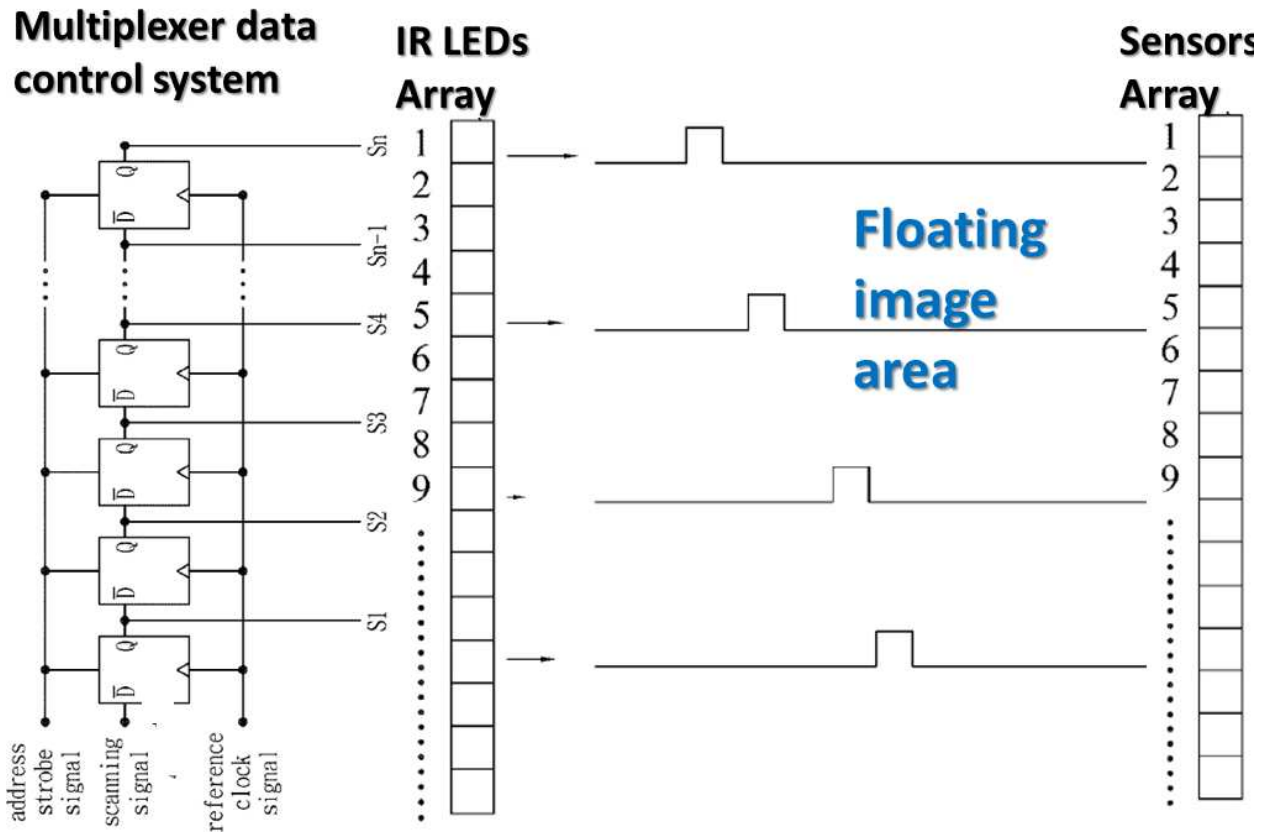 Multiplexer data
control system
IR LEDs
Array
Sensors
Array
Sn
Sn-1
S4
S3
S2
S1
Q
D̅
Q
D̅
Q
D̅
Q
D̅
Q
D̅
address
strobe
signal
scanning
signal
reference
clock
signal
1
2
3
4
5
6
7
8
9
Floating
image
area
1
2
3
4
5
6
7
8
9